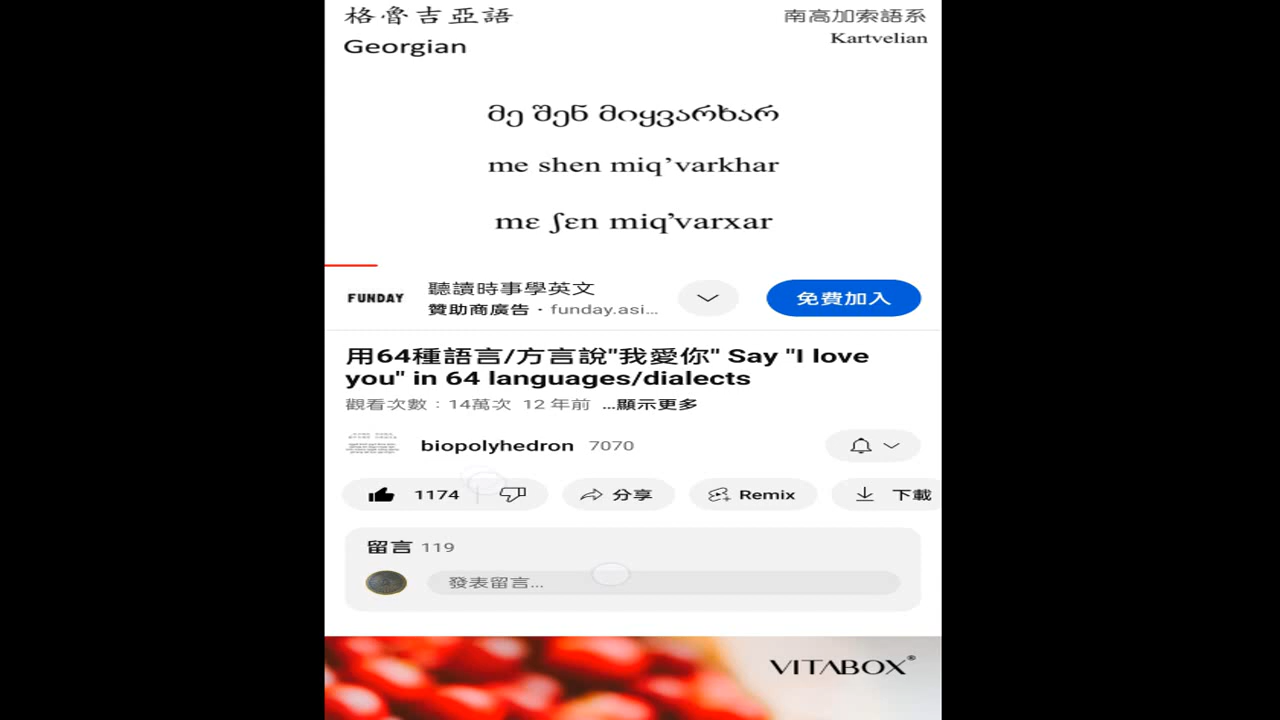 格魯吉亞語
南高加索語系
Georgian
Kartvelian
მე შენ მიყვარხარ
me shen miq’varkhar
mɛ ʃɛn miq’varxar
FUNDAY
聽讀時事學英文
贊助商廣告・funday.asi...
免費加入
用64種語言/方言說"我愛你" Say "I love
you" in 64 languages/dialects
觀看次數：14萬次 12 年前 ...顯示更多
biopolyhedron 7070
1174
分享
Remix
下載
留言 119
發表留言...
VITABOX®